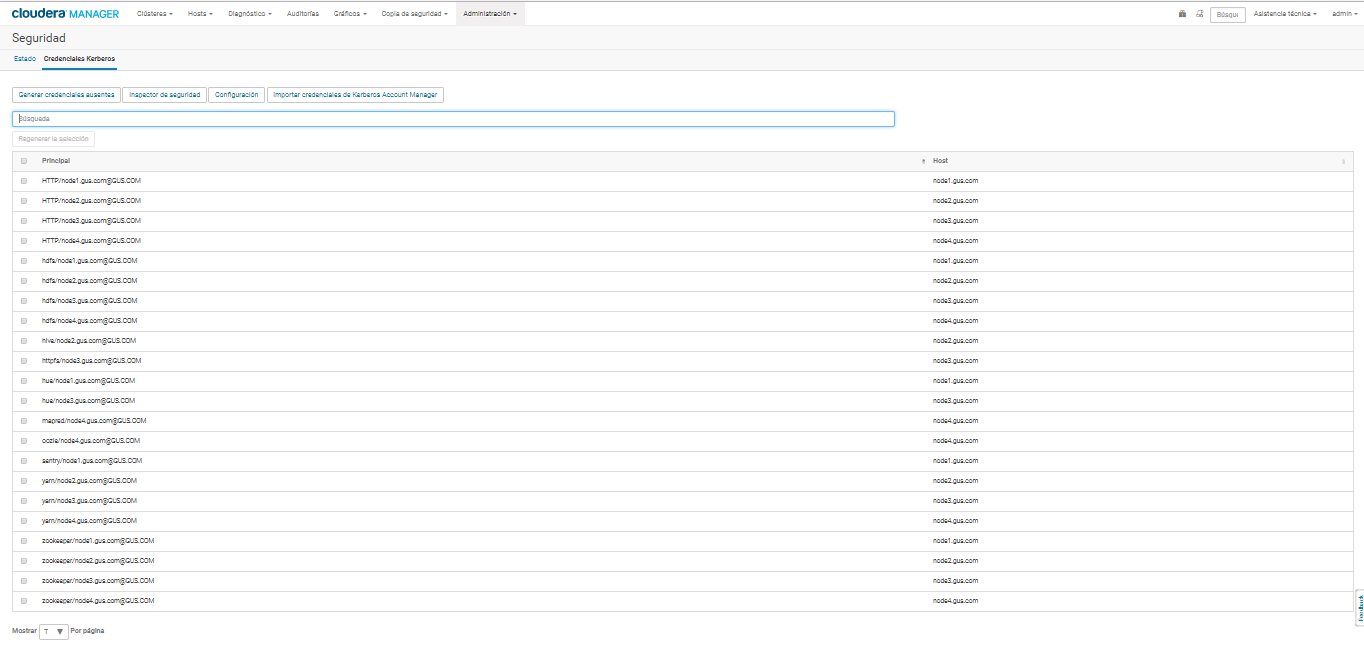 cloudera MANAGER Clústeres Hosts Diagnóstico Auditorías Gráficos Copia de seguridad Administración Búsqu Asistencia técnica admin
Seguridad
Estado Credenciales Kerberos
Generar credenciales ausentes Inspector de seguridad Configuración Importar credenciales de Kerberos Account Manager
Búsqueda
Regenerar la selección
Principal Host
HTTP/node1.gus.com@GUS.COM node1.gus.com
HTTP/node2.gus.com@GUS.COM node2.gus.com
HTTP/node3.gus.com@GUS.COM node3.gus.com
HTTP/node4.gus.com@GUS.COM node4.gus.com
hdfs/node1.gus.com@GUS.COM node1.gus.com
hdfs/node2.gus.com@GUS.COM node2.gus.com
hdfs/node3.gus.com@GUS.COM node3.gus.com
hdfs/node4.gus.com@GUS.COM node4.gus.com
hive/node2.gus.com@GUS.COM node2.gus.com
httpfs/node3.gus.com@GUS.COM node3.gus.com
hue/node1.gus.com@GUS.COM node1.gus.com
hue/node3.gus.com@GUS.COM node3.gus.com
mapred/node4.gus.com@GUS.COM node4.gus.com
oozie/node4.gus.com@GUS.COM node4.gus.com
sentry/node1.gus.com@GUS.COM node1.gus.com
yarn/node2.gus.com@GUS.COM node2.gus.com
yarn/node3.gus.com@GUS.COM node3.gus.com
yarn/node4.gus.com@GUS.COM node4.gus.com
zookeeper/node1.gus.com@GUS.COM node1.gus.com
zookeeper/node2.gus.com@GUS.COM node2.gus.com
zookeeper/node3.gus.com@GUS.COM node3.gus.com
zookeeper/node4.gus.com@GUS.COM node4.gus.com
Feedback
Mostrar T Por página